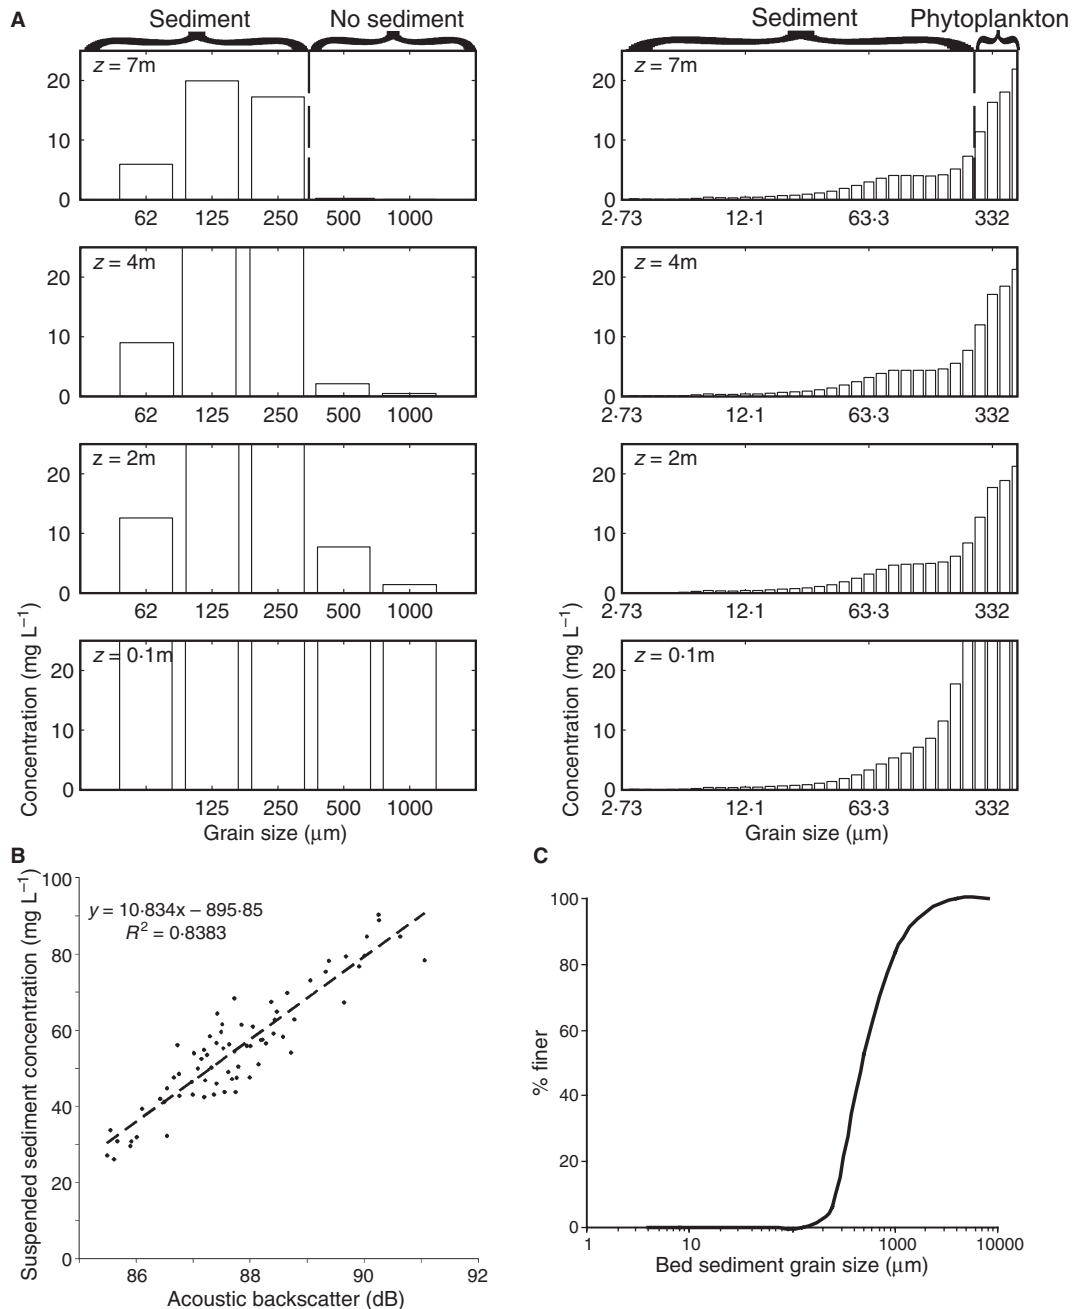 A
Sediment No sediment
z = 7m
20
10
0
62 125 250 500 1000
z = 4m
20
10
0
62 125 250 500 1000
z = 2m
20
10
0
62 125 250 500 1000
z = 0·1m
20
10
0
125 250 500 1000
Grain size (μm)
Concentration (mg L⁻¹)
Sediment Phytoplankton
z = 7m
20
10
0
2·73 12·1 63·3 332
z = 4m
20
10
0
2·73 12·1 63·3 332
z = 2m
20
10
0
2·73 12·1 63·3 332
z = 0·1m
20
10
0
2·73 12·1 63·3 332
Grain size (μm)
Concentration (mg L⁻¹)
B
y = 10·834x – 895·85
R² = 0·8383
100
80
60
40
20
0
86 88 90 92
Acoustic backscatter (dB)
Suspended sediment concentration (mg L⁻¹)
C
100
80
60
40
20
0
1 10 1000 10000
Bed sediment grain size (μm)
% finer